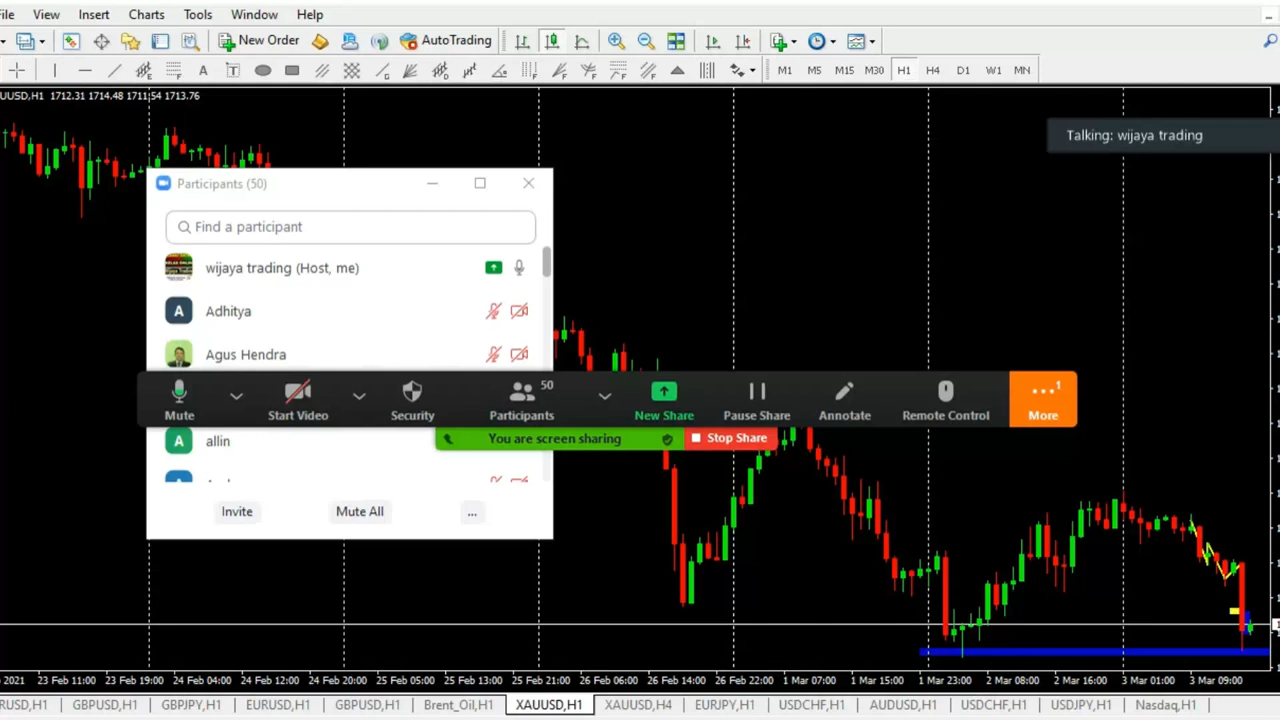 File View Insert Charts Tools Window Help
New Order AutoTrading
A T M1 M5 M15 M30 H1 H4 D1 W1 MN
UUSD,H1 1712.31 1714.48 1711.54 1713.76
Talking: wijaya trading
Participants (50)
Find a participant
wijaya trading (Host, me)
A Adhitya
Agus Hendra
50
1
Mute Start Video Security Participants New Share Pause Share Annotate Remote Control More
A allin
You are screen sharing Stop Share
Invite Mute All ...
2021 23 Feb 11:00 23 Feb 19:00 24 Feb 04:00 24 Feb 12:00 24 Feb 20:00 25 Feb 05:00 25 Feb 13:00 25 Feb 21:00 26 Feb 06:00 26 Feb 14:00 26 Feb 22:00 1 Mar 07:00 1 Mar 15:00 1 Mar 23:00 2 Mar 08:00 2 Mar 16:00 3 Mar 01:00 3 Mar 09:00
RUSD,H1 GBPUSD,H1 GBPJPY,H1 EURUSD,H1 GBPUSD,H1 Brent_Oil,H1 XAUUSD,H1 XAUUSD,H4 EURJPY,H1 USDCHF,H1 AUDUSD,H1 USDCHF,H1 USDJPY,H1 Nasdaq,H1